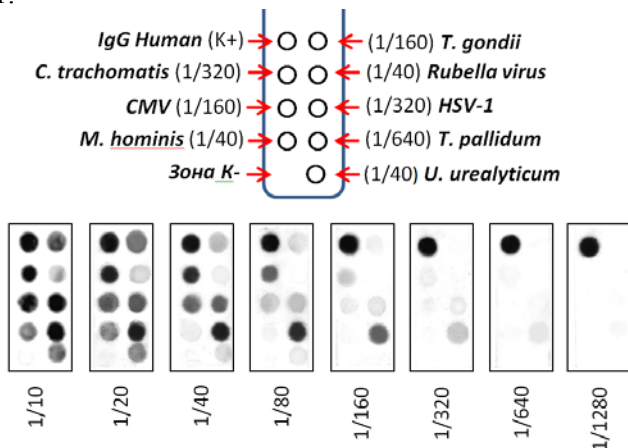 IgG Human (K+) (1/160) T. gondii
C. trachomatis (1/320) (1/40) Rubella virus
CMV (1/160) (1/320) HSV-1
M. hominis (1/40) (1/640) T. pallidum
Зона К- (1/40) U. urealyticum
1/10 1/20 1/40 1/80 1/160 1/320 1/640 1/1280